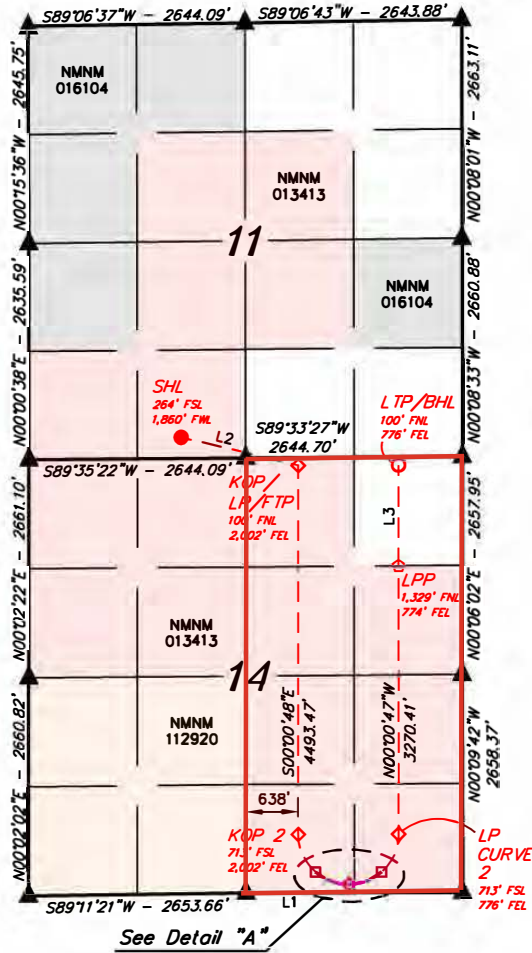 S89°06'37"W - 2644.09'
S89°06'43"W - 2643.88'
N00°15'36"W - 2645.75'
NMNM
016104
N00°08'01"W - 2663.11'
NMNM
013413
11
NMNM
016104
N00°00'38"E - 2635.59'
N00°08'33"W - 2660.88'
SHL
264' FSL
1,860' FWL
L2
S89°33'27"W
2644.70'
LTP/BHL
100' FNL
776' FEL
S89°35'22"W - 2644.09'
KOP/
LP/FTP
100' FNL
2,002' FEL
L3
N00°02'22"E - 2661.10'
N00°06'02"E - 2657.95'
LPP
1,329' FNL
774' FEL
NMNM
013413
14
NMNM
112920
S00°00'48"E
4493.47'
N00°00'47"W
3270.41'
N00°02'02"E - 2660.82'
N00°09'42"W
2658.37'
638'
KOP 2
713' FSL
2,002' FEL
LP
CURVE
2
713' FSL
776' FEL
S89°11'21"W - 2653.66'
L1
See Detail "A"